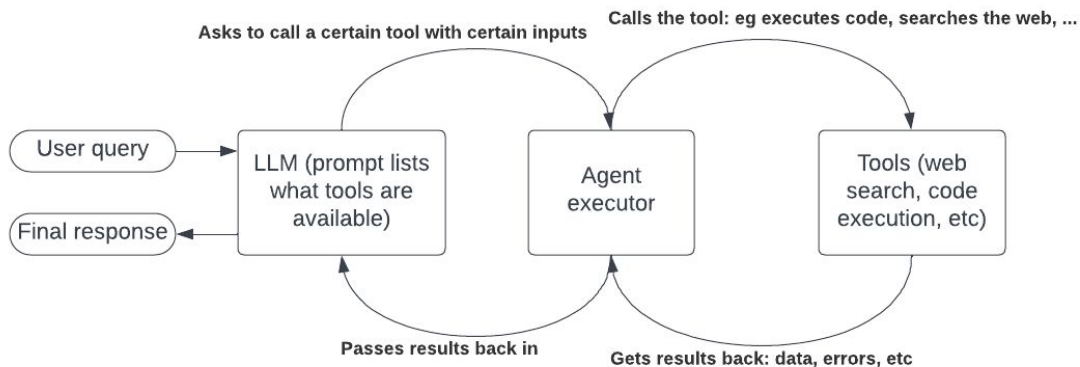 Calls the tool: eg executes code, searches the web, ...
Asks to call a certain tool with certain inputs
User query
LLM (prompt lists
what tools are
available)
Agent
executor
Tools (web
search, code
execution, etc)
Final response
Passes results back in
Gets results back: data, errors, etc